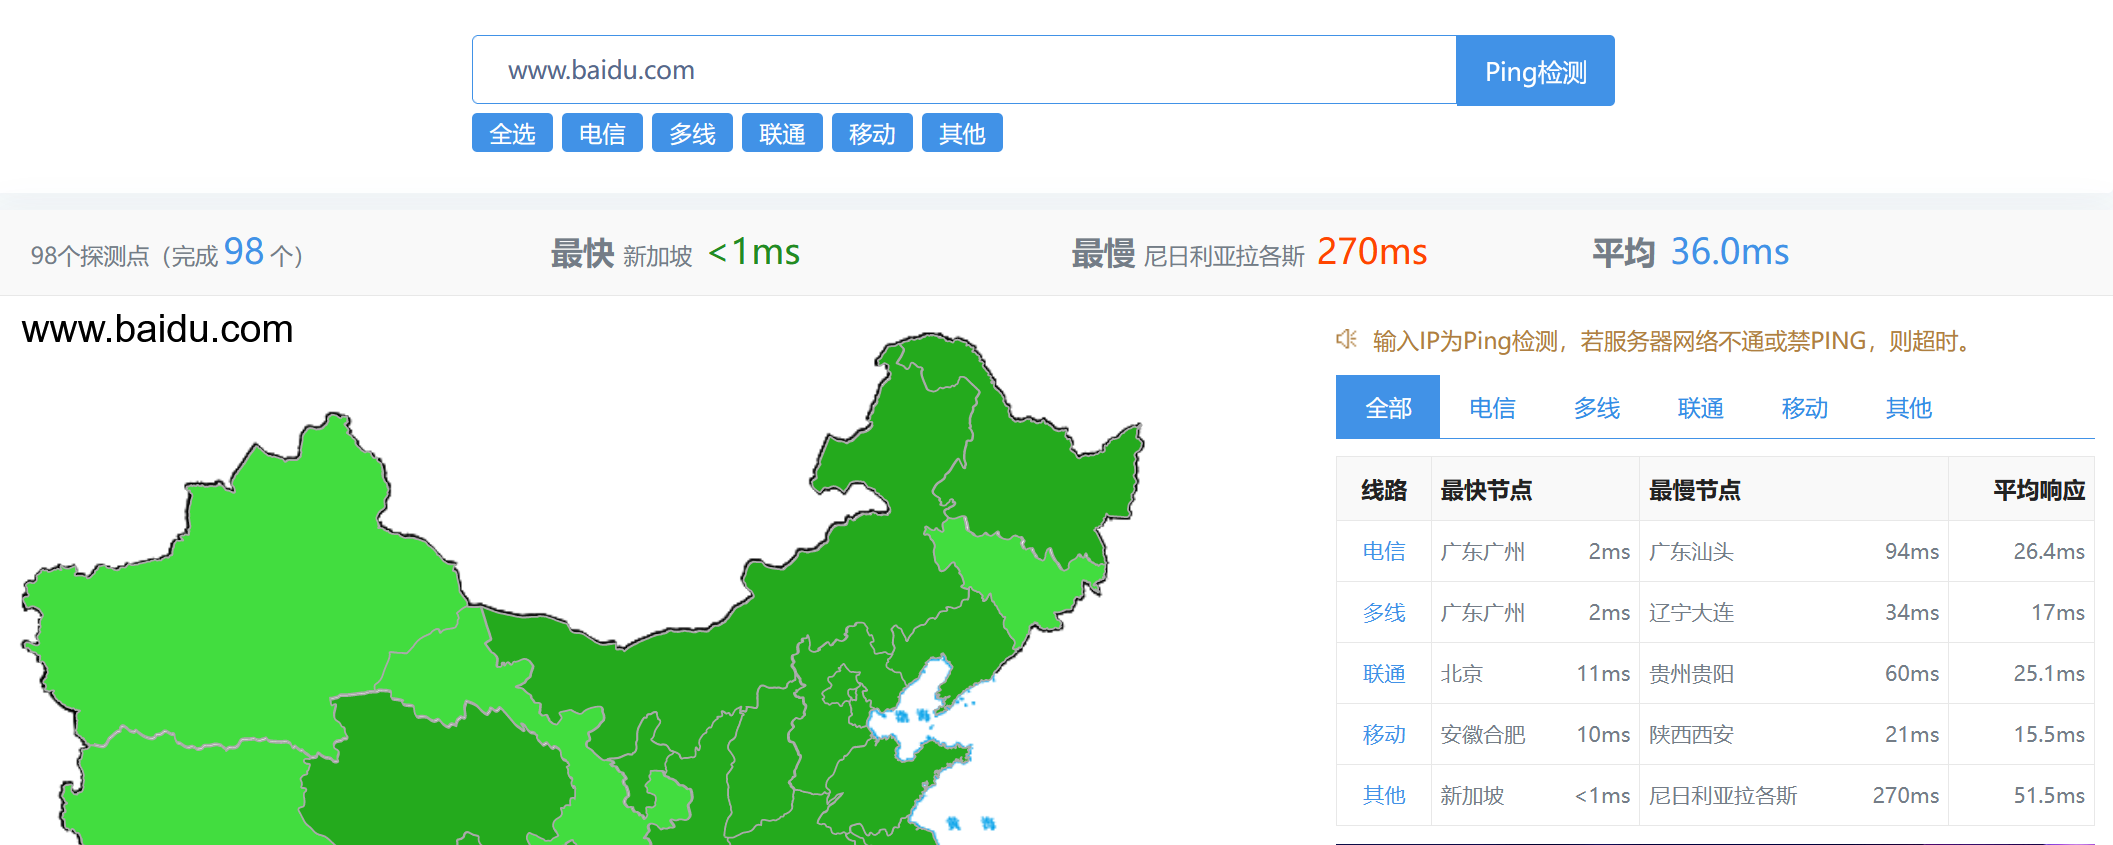 www.baidu.com
Ping检测
全选 电信 多线 联通 移动 其他
98个探测点（完成 98 个）
最快 新加坡 <1ms
最慢 尼日利亚拉各斯 270ms
平均 36.0ms
www.baidu.com
输入IP为Ping检测，若服务器网络不通或禁PING，则超时。
全部 电信 多线 联通 移动 其他
线路 最快节点 最慢节点 平均响应
电信 广东广州 2ms 广东汕头 94ms 26.4ms
多线 广东广州 2ms 辽宁大连 34ms 17ms
联通 北京 11ms 贵州贵阳 60ms 25.1ms
移动 安徽合肥 10ms 陕西西安 21ms 15.5ms
其他 新加坡 <1ms 尼日利亚拉各斯 270ms 51.5ms